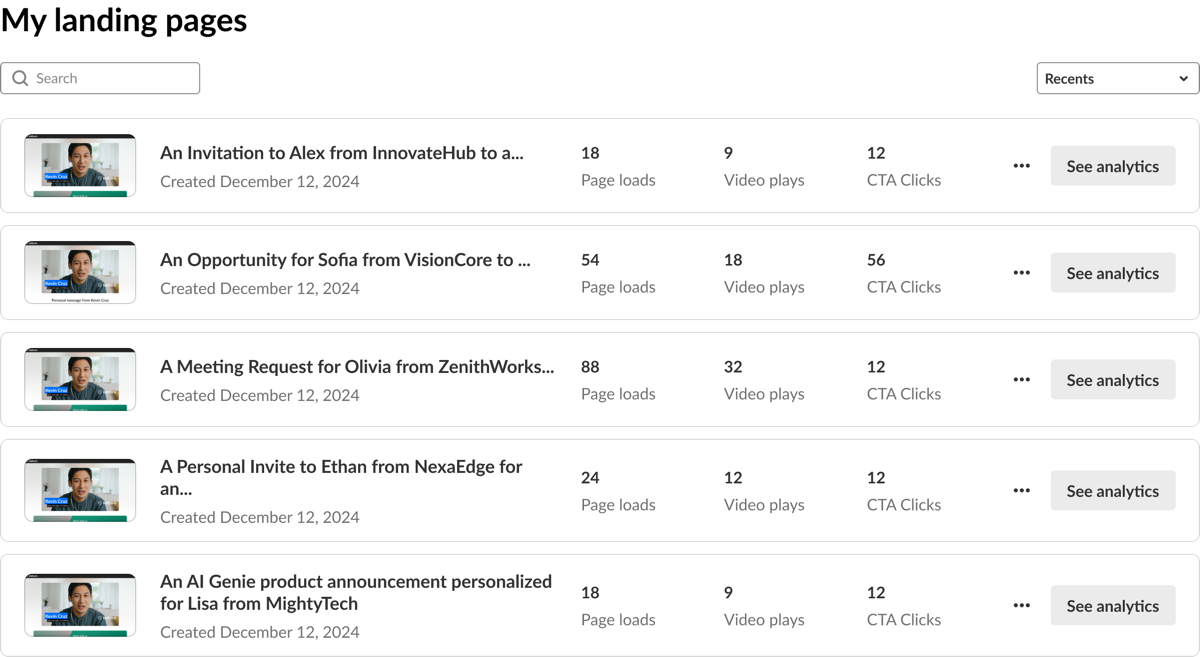 My landing pages
Search
Recents
An Invitation to Alex from InnovateHub to a...
Created December 12, 2024
18
Page loads
9
Video plays
12
CTA Clicks
See analytics
Kevin Cruz
An Opportunity for Sofia from VisionCore to ...
Created December 12, 2024
54
Page loads
18
Video plays
56
CTA Clicks
See analytics
Kevin Cruz
Personal message from Kevin Cruz
A Meeting Request for Olivia from ZenithWorks...
Created December 12, 2024
88
Page loads
32
Video plays
12
CTA Clicks
See analytics
Kevin Cruz
A Personal Invite to Ethan from NexaEdge for
an...
Created December 12, 2024
24
Page loads
12
Video plays
12
CTA Clicks
See analytics
Kevin Cruz
An AI Genie product announcement personalized
for Lisa from MightyTech
Created December 12, 2024
18
Page loads
9
Video plays
12
CTA Clicks
See analytics
Kevin Cruz